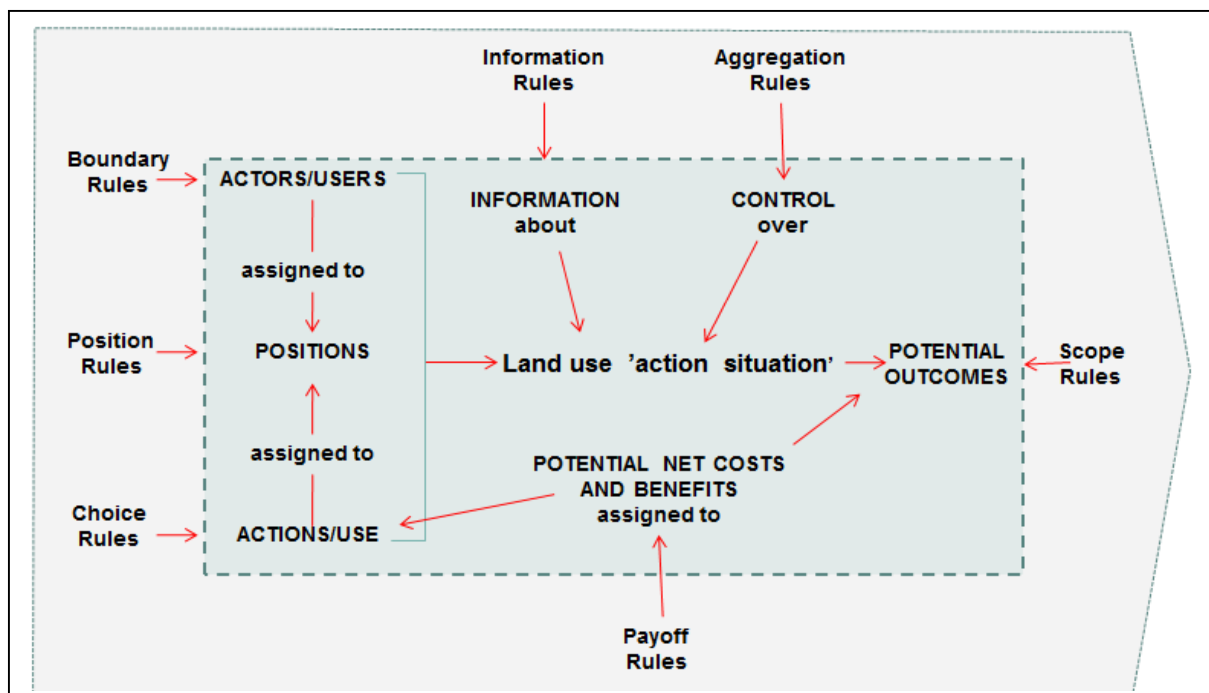 Information
Rules
Aggregation
Rules
Boundary
Rules
ACTORS/USERS
INFORMATION
about
CONTROL
over
assigned to
Position
Rules
POSITIONS
Land use ’action situation’
POTENTIAL
OUTCOMES
Scope
Rules
assigned to
POTENTIAL NET COSTS
AND BENEFITS
assigned to
Choice
Rules
ACTIONS/USE
Payoff
Rules